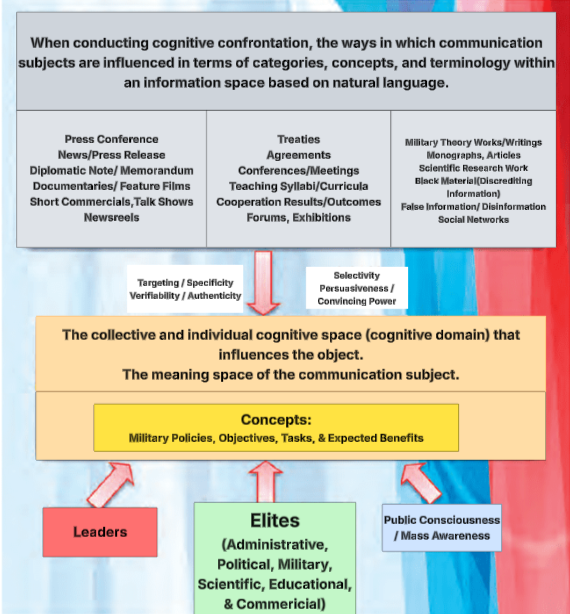 When conducting cognitive confrontation, the ways in which communication
subjects are influenced in terms of categories, concepts, and terminology within
an information space based on natural language.
Press Conference
News/Press Release
Diplomatic Note/ Memorandum
Documentaries/ Feature Films
Short Commercials,Talk Shows
Newsreels
Treaties
Agreements
Conferences/Meetings
Teaching Syllabi/Curricula
Cooperation Results/Outcomes
Forums, Exhibitions
Military Theory Works/Writings
Monographs, Articles
Scientific Research Work
Black Material(Discrediting
Information)
False Information/ Disinformation
Social Networks
Targeting / Specificity
Verifiability / Authenticity
Selectivity
Persuasiveness /
Convincing Power
The collective and individual cognitive space (cognitive domain) that
influences the object.
The meaning space of the communication subject.
Concepts:
Military Policies, Objectives, Tasks, & Expected Benefits
Leaders
Elites
(Administrative,
Political, Military,
Scientific, Educational,
& Commericial)
Public Consciousness
/ Mass Awareness